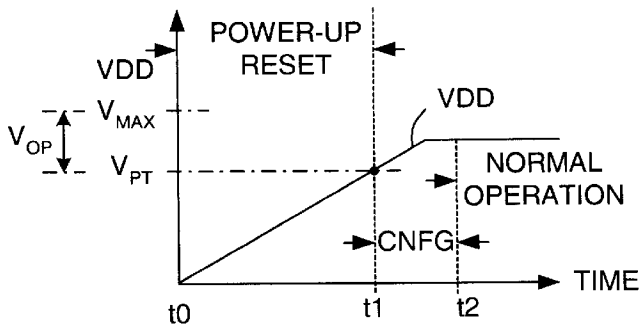 POWER-UP
RESET
VDD
V_MAX
V_OP
V_PT
VDD
NORMAL
OPERATION
CNFG
TIME
t0
t1
t2